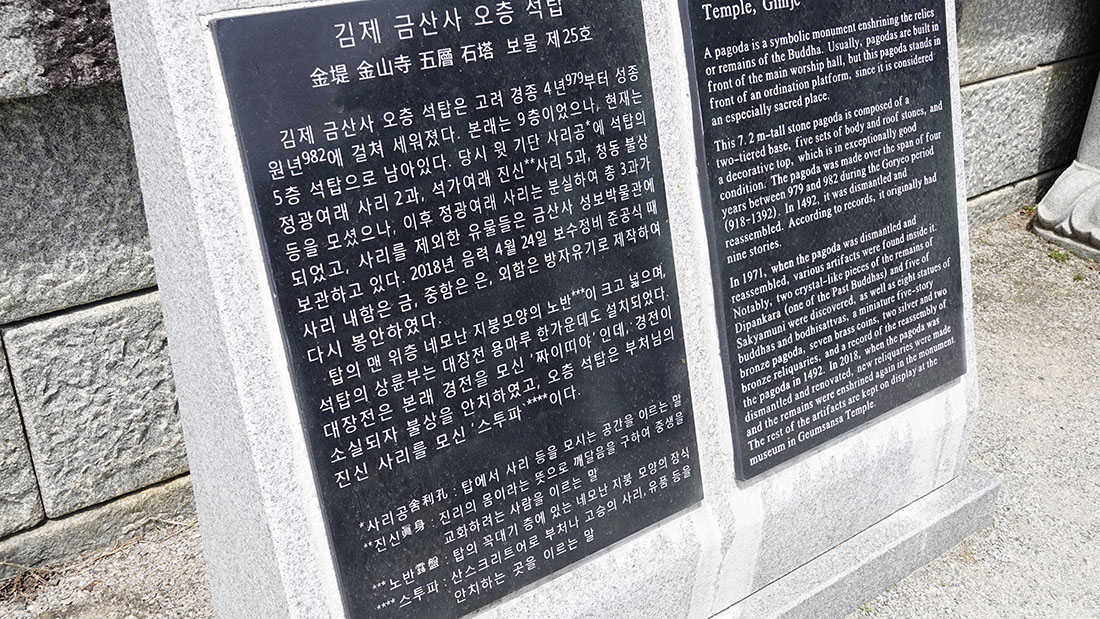 김제 금산사 오층 석탑
金堤 金山寺 五層 石塔 보물 제25호
김제 금산사 오층 석탑은 고려 경종 4년979부터 성종
원년982에 걸쳐 세워졌다. 본래는 9층이었으나, 현재는
5층 석탑으로 남아있다. 당시 윗 기단 사리공*에 석탑의
정광여래 사리 2과, 석가여래 진신**사리 5과, 청동 불상
등을 모셨으나, 이후 정광여래 사리는 분실하여 총 3과가
되었고, 사리를 제외한 유물들은 금산사 성보박물관에
보관하고 있다. 2018년 음력 4월 24일 보수정비 준공식 때
사리 내함은 금, 중함은 은, 외함은 방자유기로 제작하여
다시 봉안하였다.
탑의 맨 위층 네모난 지붕모양의 노반***이 크고 넓으며,
석탑의 상륜부는 대장전 용마루 한가운데도 설치되었다.
대장전은 본래 경전을 모신 '짜이띠야'인데, 경전이
소실되자 불상을 안치하였고, 오층 석탑은 부처님의
진신 사리를 모신 '스투파'****이다.
*사리공舍利孔 : 탑에서 사리 등을 모시는 공간을 이르는 말
**진신眞身 : 진리의 몸이라는 뜻으로 깨달음을 구하여 중생을
교화하려는 사람을 이르는 말
***노반露盤 : 탑의 꼭대기 층에 있는 네모난 지붕 모양의 장식
****스투파 : 산스크리트어로 부처나 고승의 사리, 유품 등을
안치하는 곳을 이르는 말
Temple, Gimje
A pagoda is a symbolic monument enshrining the relics
or remains of the Buddha. Usually, pagodas are built in
front of the main worship hall, but this pagoda stands in
front of an ordination platform, since it is considered
an especially sacred place.
This 7.2 m-tall stone pagoda is composed of a
two-tiered base, five sets of body and roof stones, and
a decorative top, which is in exceptionally good
condition. The pagoda was made over the span of four
years between 979 and 982 during the Goryeo period
(918-1392). In 1492, it was dismantled and
reassembled. According to records, it originally had
nine stories.
In 1971, when the pagoda was dismantled and
reassembled, various artifacts were found inside it.
Notably, two crystal-like pieces of the remains of
Dipankara (one of the Past Buddhas) and five of
Sakyamuni were discovered, as well as eight statues of
buddhas and bodhisattvas, a miniature five-story
bronze pagoda, seven brass coins, two silver and two
bronze reliquaries, and a record of the reassembly of
the pagoda in 1492. In 2018, when the pagoda was
dismantled and renovated, new reliquaries were made
and the remains were enshrined again in the monument.
The rest of the artifacts are kept on display at the
museum in Geumsansa Temple.